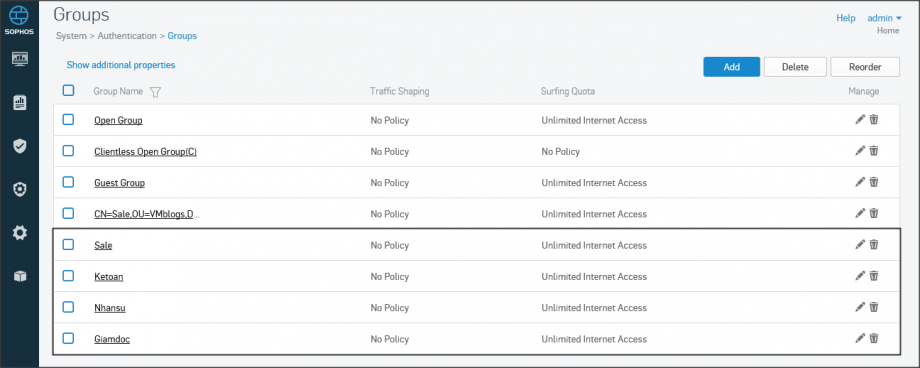 SOPHOS
Groups
Help admin
Home
System > Authentication > Groups
Show additional properties
Add Delete Reorder
Group Name Traffic Shaping Surfing Quota Manage
Open Group No Policy Unlimited Internet Access
Clientless Open Group(C) No Policy No Policy
Guest Group No Policy Unlimited Internet Access
CN=Sale,OU=VMblogs,D... No Policy Unlimited Internet Access
Sale No Policy Unlimited Internet Access
Ketoan No Policy Unlimited Internet Access
Nhansu No Policy Unlimited Internet Access
Giamdoc No Policy Unlimited Internet Access